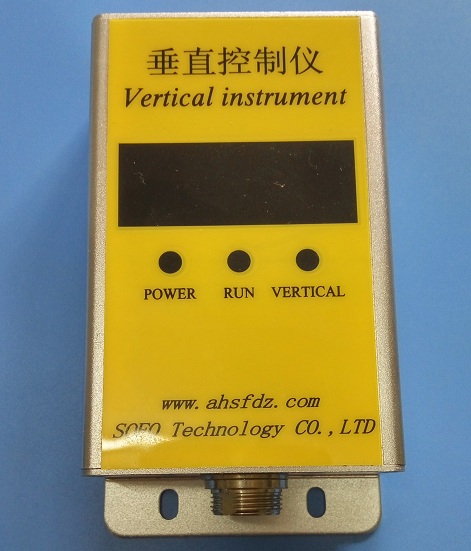 垂直控制仪
Vertical instrument
POWER RUN VERTICAL
www.ahsfdz.com
SOFO Technology CO.,LTD